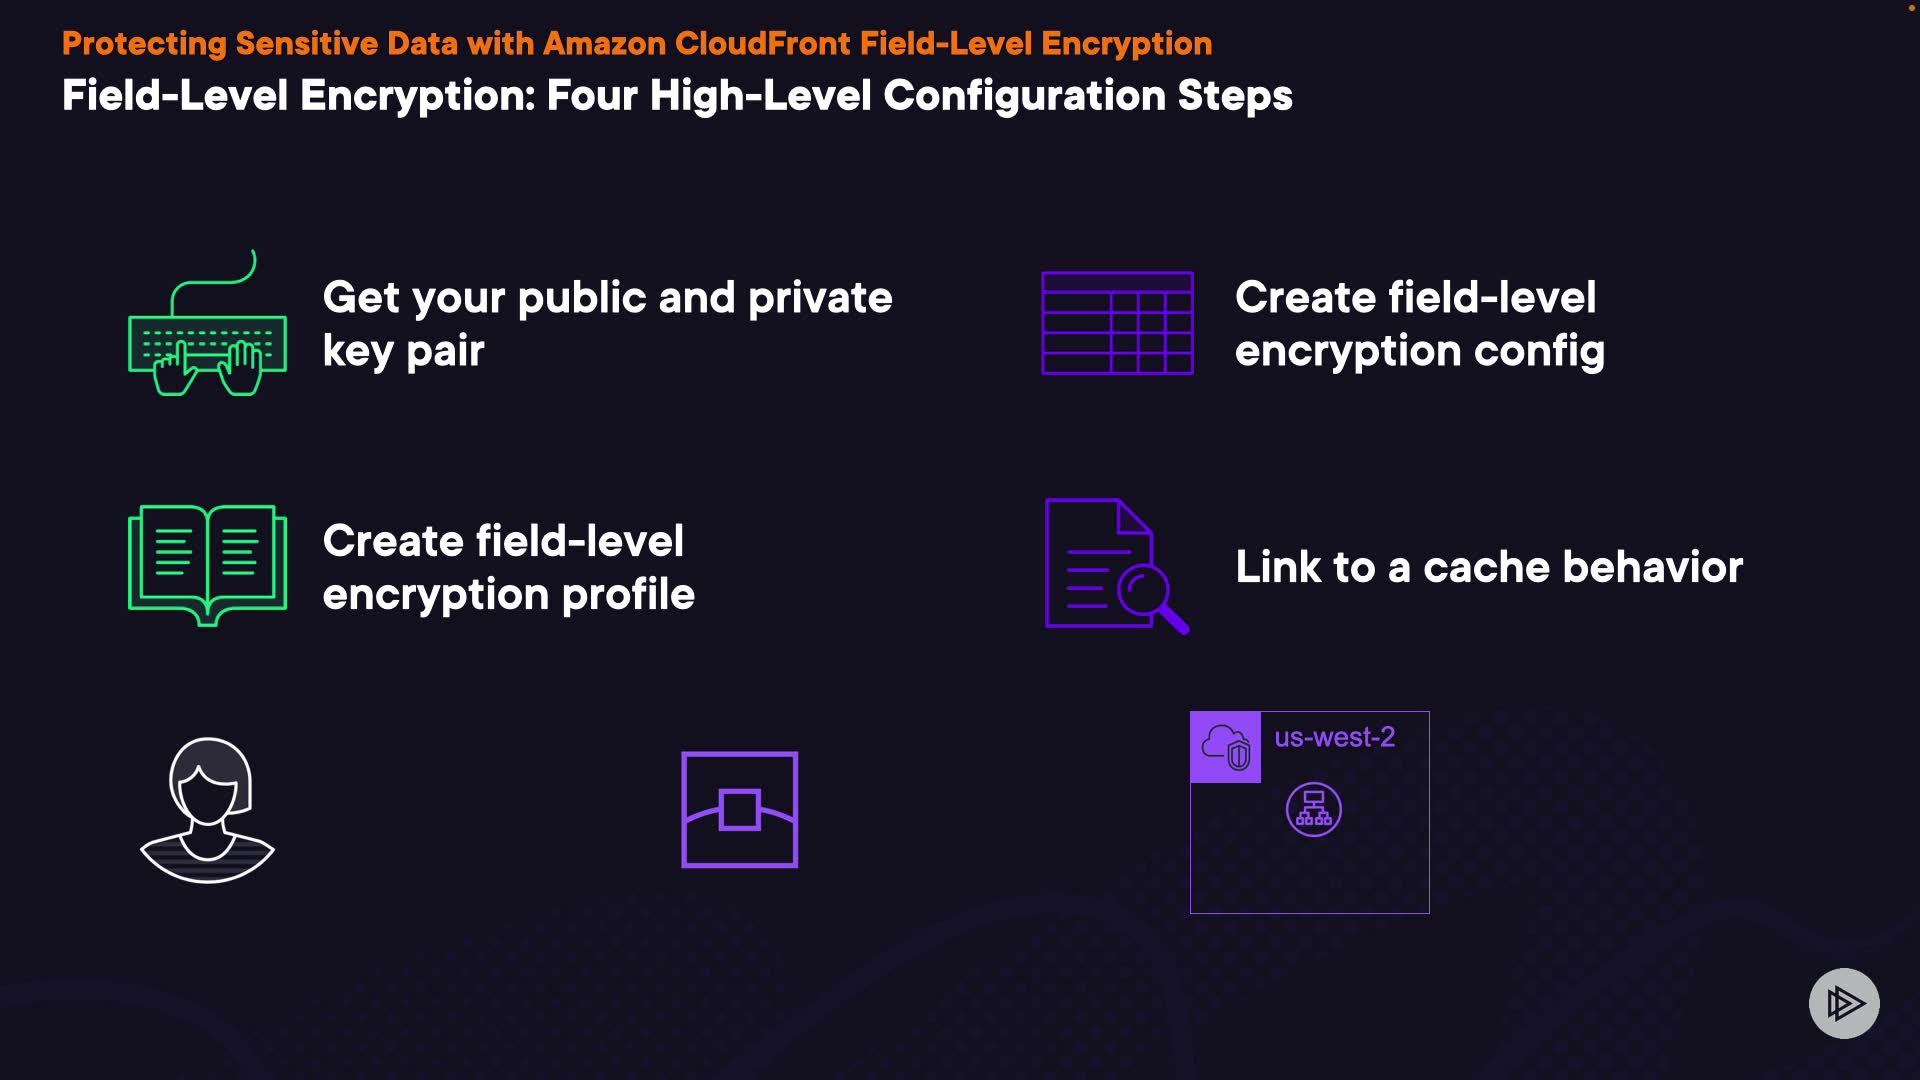 Protecting Sensitive Data with Amazon CloudFront Field-Level Encryption
Field-Level Encryption: Four High-Level Configuration Steps
Get your public and private
key pair
Create field-level
encryption config
Create field-level
encryption profile
Link to a cache behavior
us-west-2